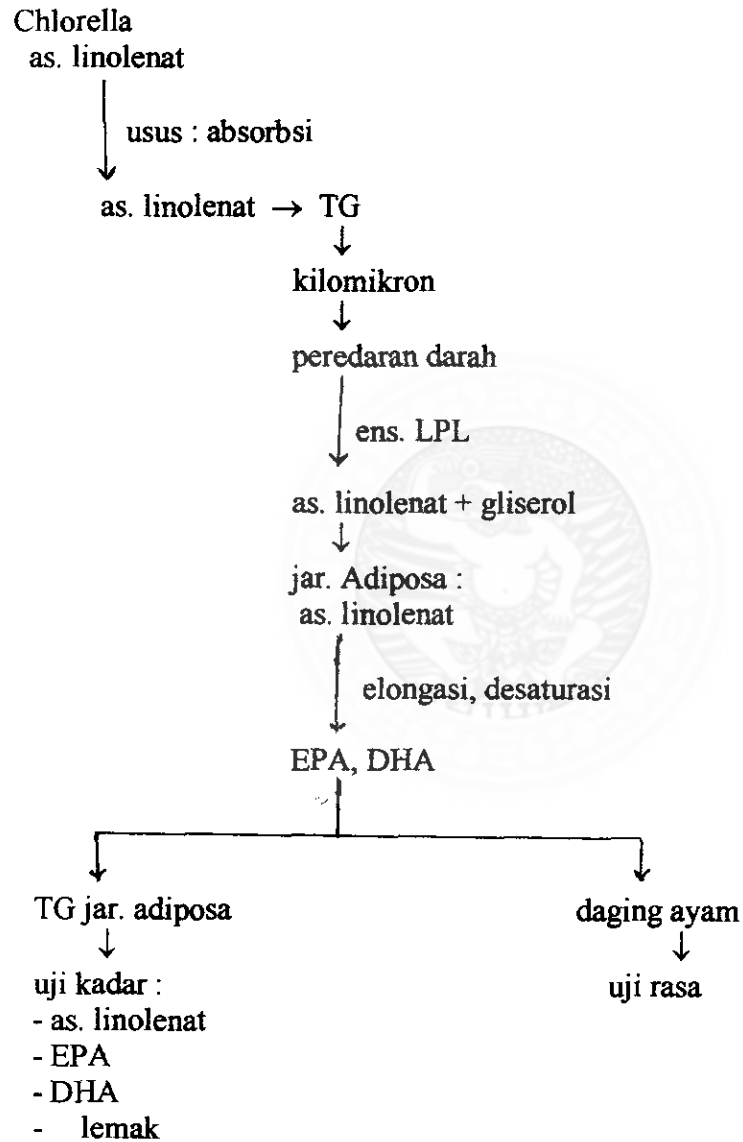 Chlorella
as. linolenat
usus : absorbsi
as. linolenat → TG
kilomikron
peredaran darah
ens. LPL
as. linolenat + gliserol
jar. Adiposa :
as. linolenat
elongasi, desaturasi
EPA, DHA
TG jar. adiposa
uji kadar :
- as. linolenat
- EPA
- DHA
- lemak
daging ayam
uji rasa